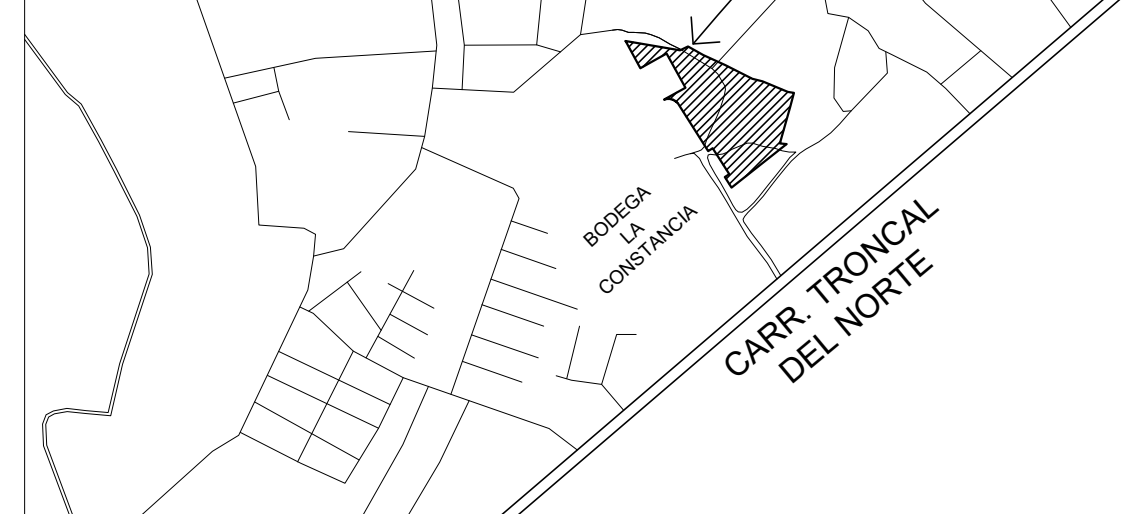 BODEGA
LA
CONSTANCIA
CARR. TRONCAL
DEL NORTE